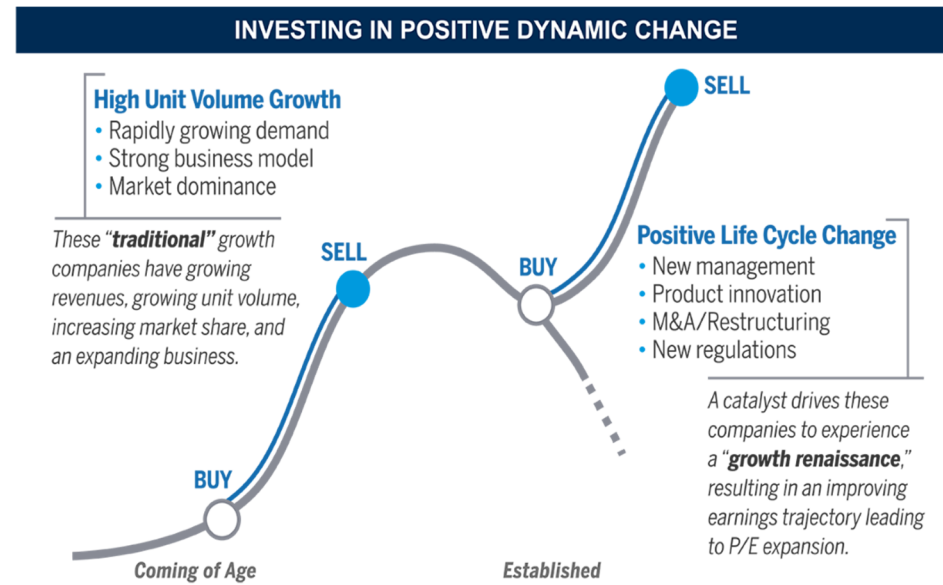 INVESTING IN POSITIVE DYNAMIC CHANGE
High Unit Volume Growth
• Rapidly growing demand
• Strong business model
• Market dominance
These “traditional” growth
companies have growing
revenues, growing unit volume,
increasing market share, and
an expanding business.
SELL
BUY
Coming of Age
SELL
BUY
Established
Positive Life Cycle Change
• New management
• Product innovation
• M&A/Restructuring
• New regulations
A catalyst drives these
companies to experience
a “growth renaissance,”
resulting in an improving
earnings trajectory leading
to P/E expansion.